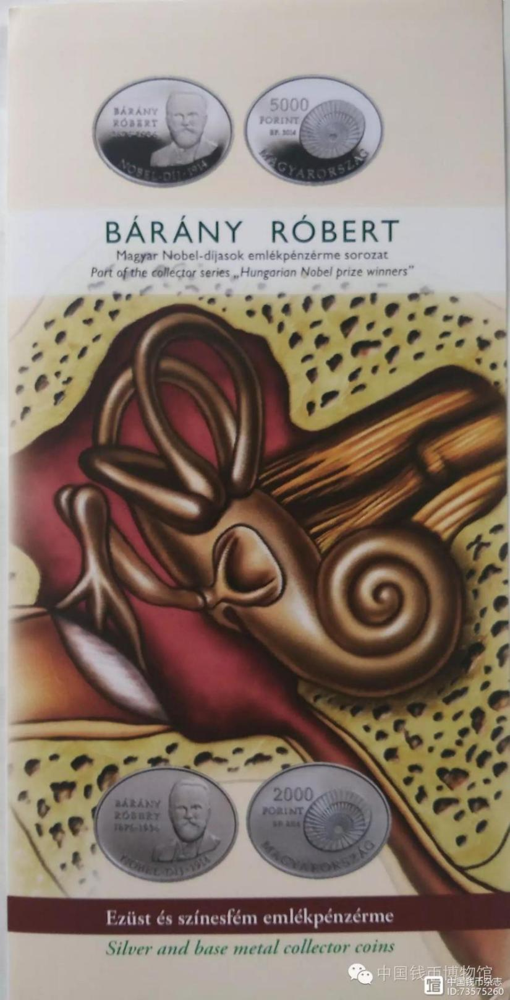 BÁRÁNY
RÓBERT
1876-1936
NOBEL-DÍJ·1914
5000
FORINT
BP. 2014
MAGYARORSZÁG
BÁRÁNY RÓBERT
Magyar Nobel-díjasok emlékpénzérme sorozat
Part of the collector series „Hungarian Nobel prize winners”
BÁRÁNY
RÓBERT
1876-1936
NOBEL-DÍJ·1914
2000
FORINT
MAGYARORSZÁG
Ezüst és színesfém emlékpénzérme
Silver and base metal collector coins
中国钱币博物馆
中国钱币杂志
ID:73575260